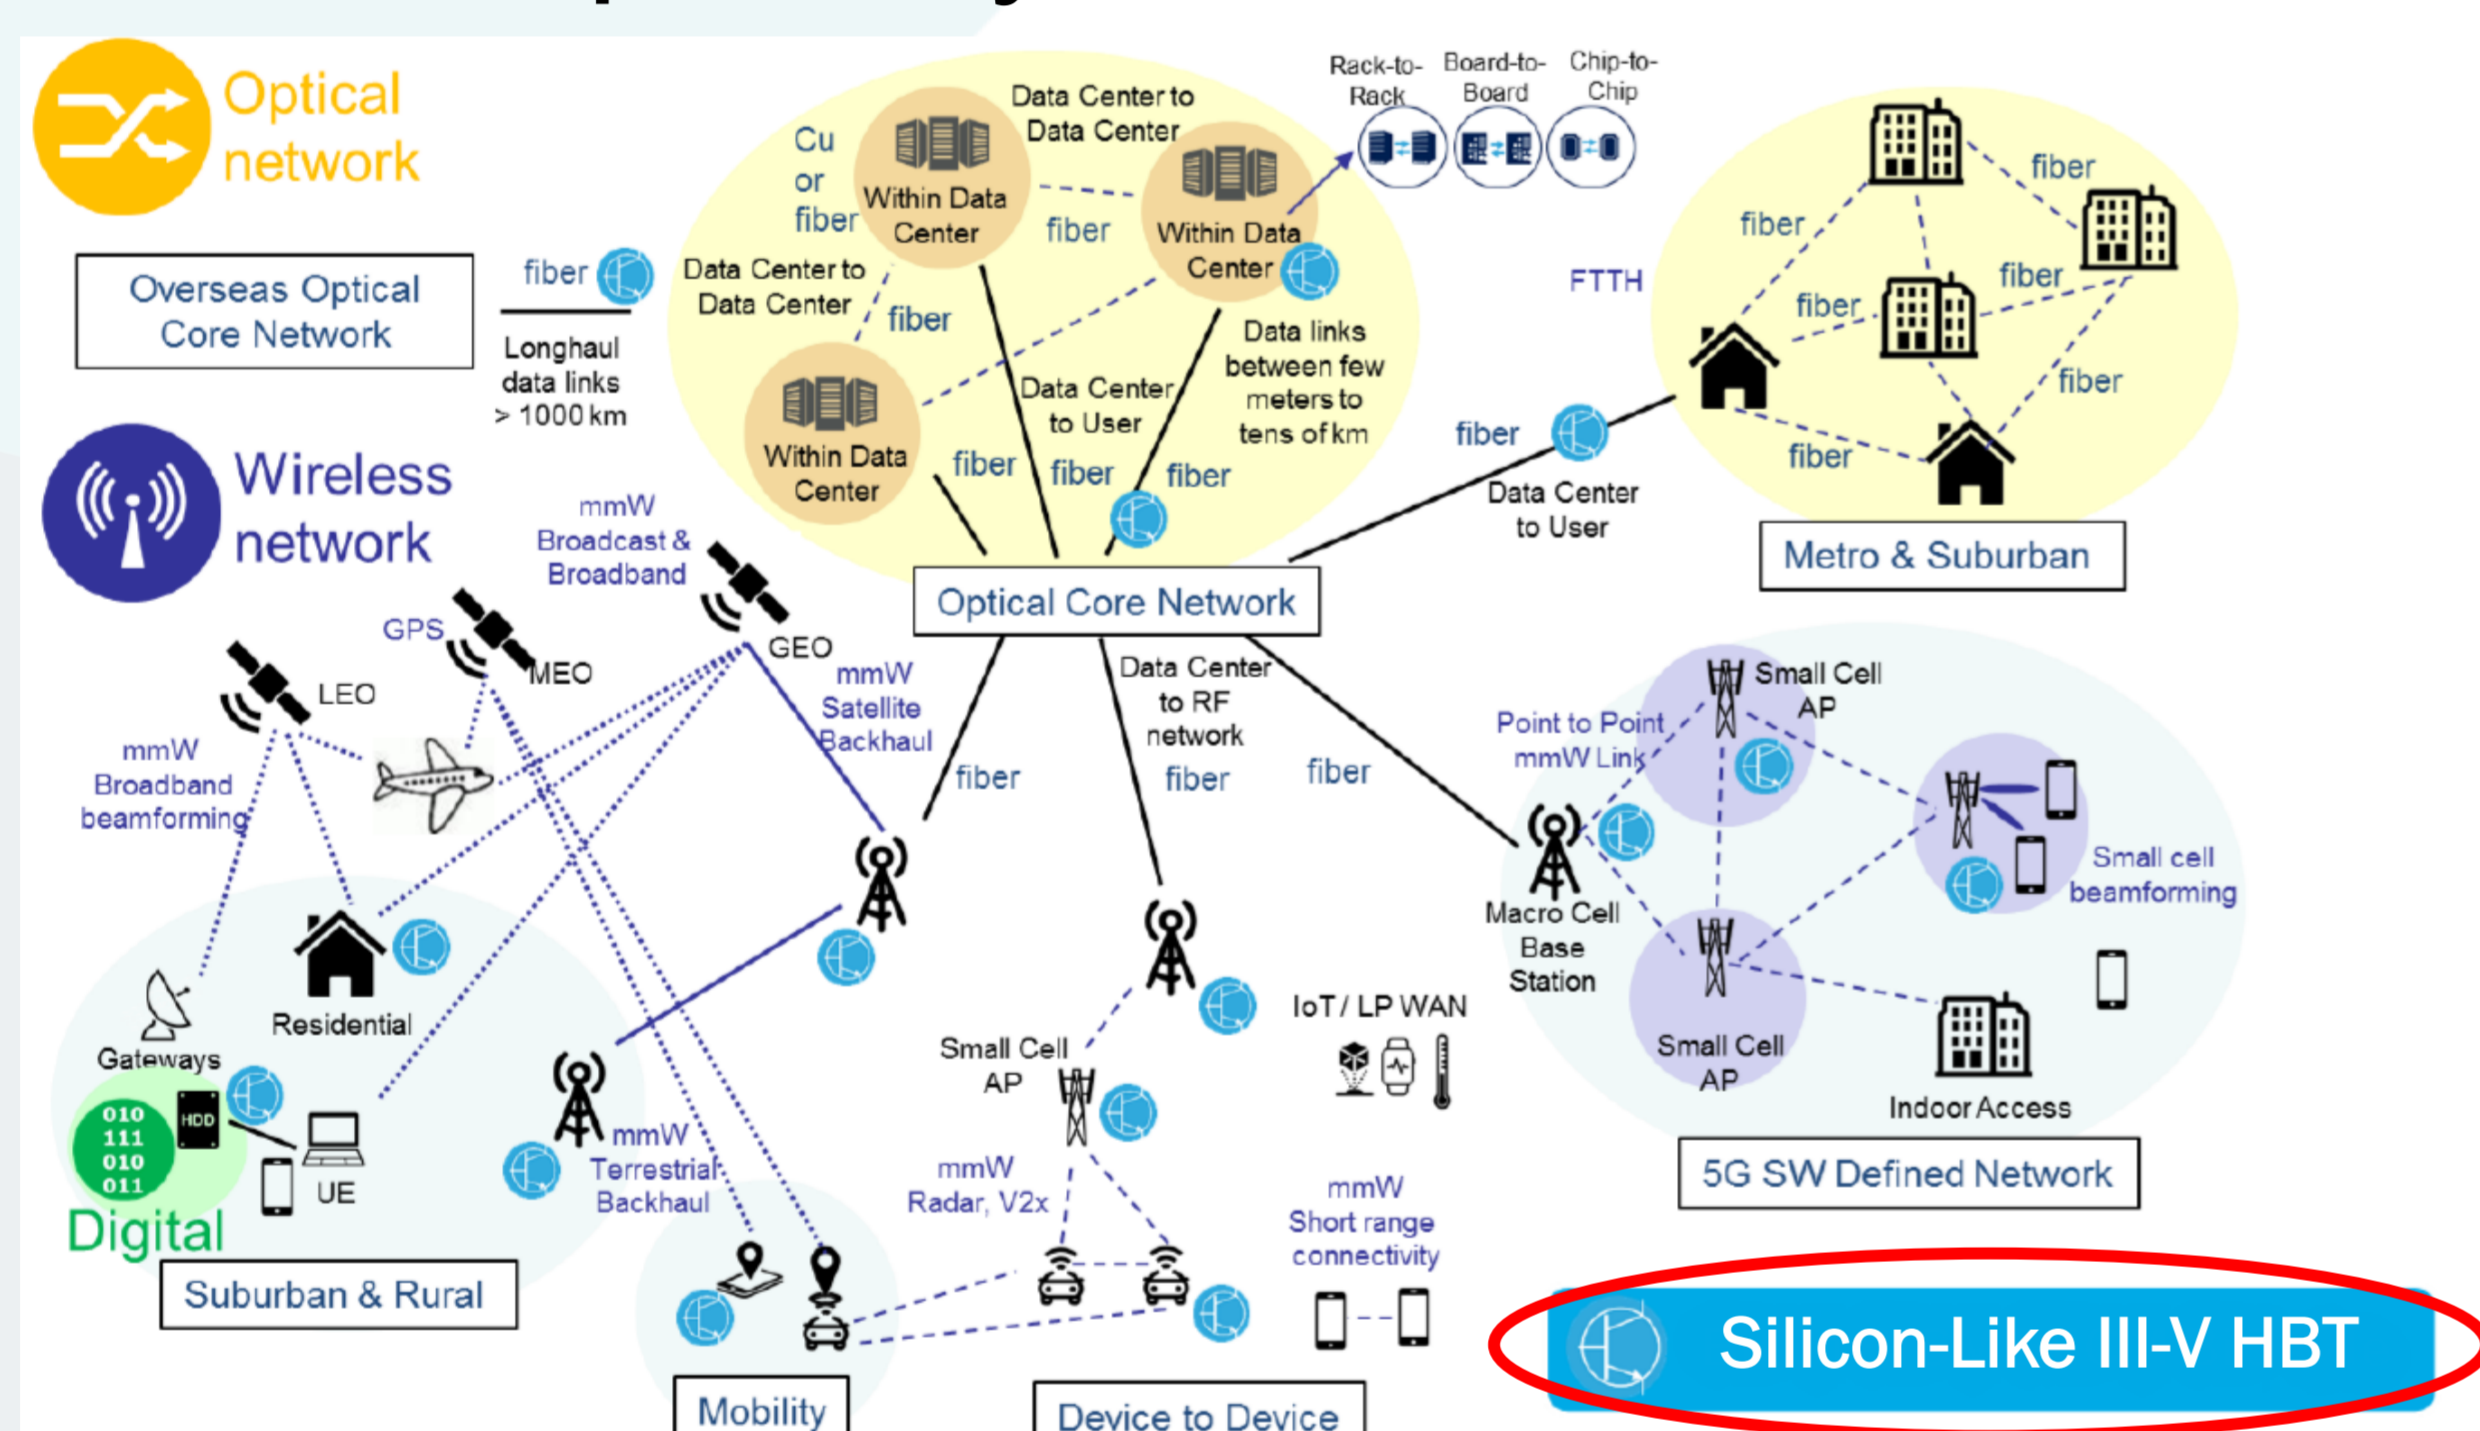 Optical
network
Overseas Optical
Core Network
fiber
Longhaul
data links
> 1000 km
Cu
or
fiber
Within Data
Center
Data Center to
Data Center
fiber
Within Data
Center
Rack-to-
Rack
Board-to-
Board
Chip-to-
Chip
Data Center to
Data Center
fiber
Within Data
Center
Data Center
to User
Data links
between few
meters to
tens of km
fiber
fiber
fiber
fiber
Data Center
to User
FTTH
fiber
fiber
fiber
fiber
fiber
fiber
Metro & Suburban
Optical Core Network
Wireless
network
mmW
Broadcast &
Broadband
GPS
GEO
MEO
LEO
mmW
Satellite
Backhaul
mmW
Broadband
beamforming
Data Center
to RF
network
fiber
fiber
fiber
Point to Point
mmW Link
Small Cell
AP
Macro Cell
Base
Station
Small cell
beamforming
Small Cell
AP
Indoor Access
5G SW Defined Network
Residential
Gateways
010
111
010
011
HDD
UE
Digital
Suburban & Rural
mmW
Terrestrial
Backhaul
Small Cell
AP
IoT / LP WAN
mmW
Radar, V2x
mmW
Short range
connectivity
Mobility
Device to Device
Silicon-Like III-V HBT